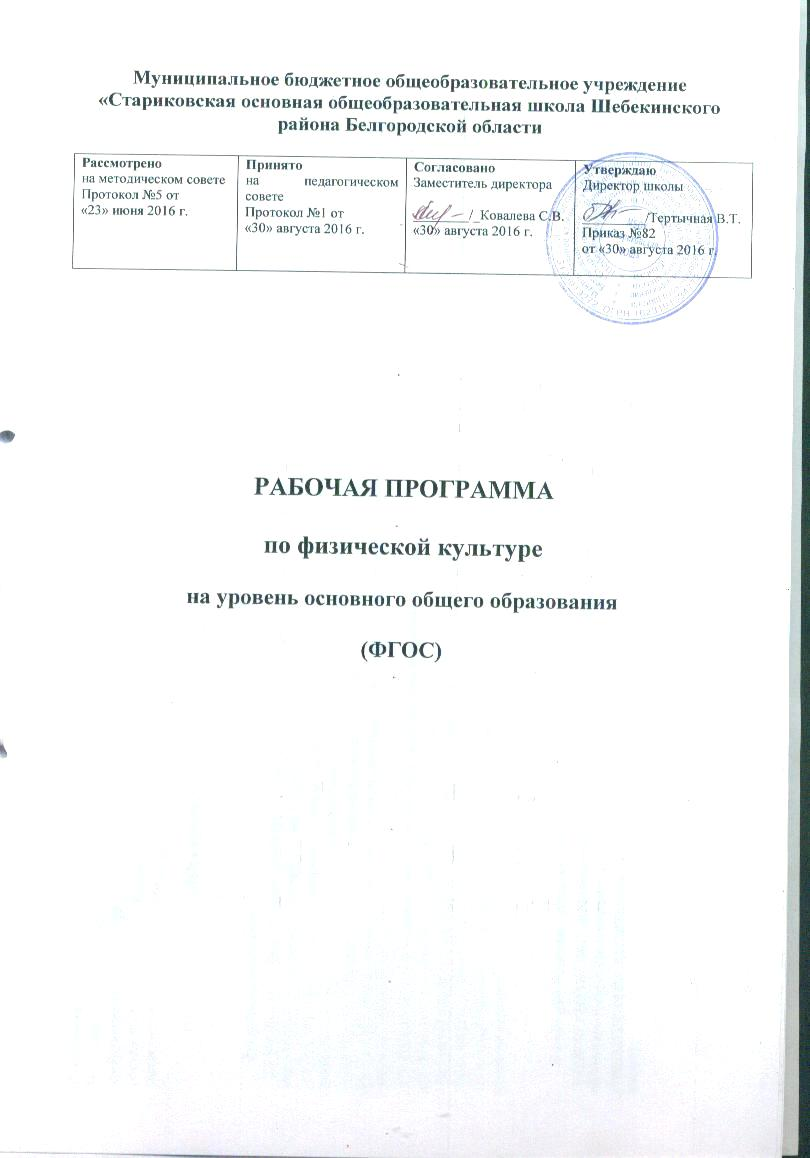 Муниципальное бюджетное общеобразовательное учреждение
«Стариковская основная общеобразовательная школа Шебекинского
района Белгородской области
Рассмотрено
на методическом совете
Протокол №5 от
«23» июня 2016 г.
Принято
на педагогическом
совете
Протокол №1 от
«30» августа 2016 г.
Согласовано
Заместитель директора
/ Ковалева С.В.
«30» августа 2016 г.
Утверждаю
Директор школы
/Тертычная В.Т.
Приказ №82
от «30» августа 2016 г.
РАБОЧАЯ ПРОГРАММА
по физической культуре
на уровень основного общего образования
(ФГОС)